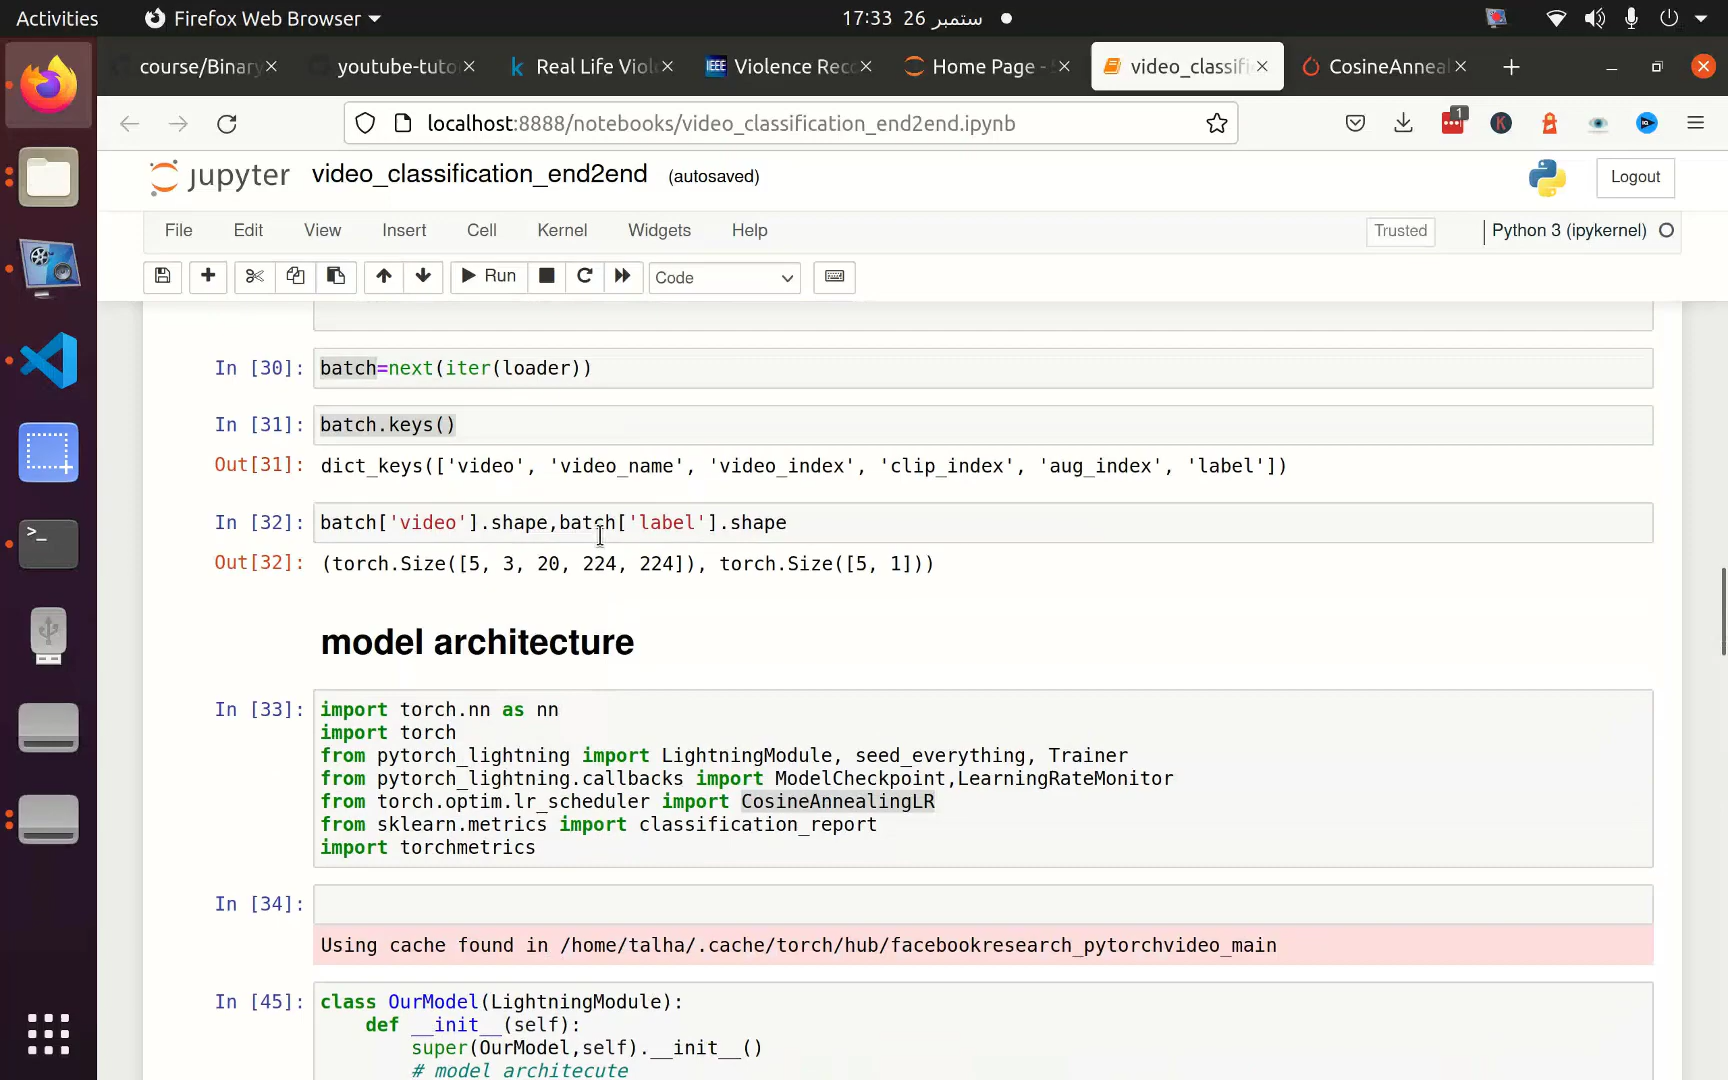 Activities
Firefox Web Browser
17:33 26 ستمبر
course/Binary
youtube-tuto
Real Life Viol
IEEE
Violence Rec
Home Page -
video_classifi
CosineAnneal
localhost:8888/notebooks/video_classification_end2end.ipynb
1
K
jupyter
video_classification_end2end
(autosaved)
Logout
File
Edit
View
Insert
Cell
Kernel
Widgets
Help
Trusted
Python 3 (ipykernel)
Run
Code
In [30]: batch=next(iter(loader))
In [31]: batch.keys()
Out[31]: dict_keys(['video', 'video_name', 'video_index', 'clip_index', 'aug_index', 'label'])
In [32]: batch['video'].shape,batch['label'].shape
Out[32]: (torch.Size([5, 3, 20, 224, 224]), torch.Size([5, 1]))
model architecture
In [33]: import torch.nn as nn
import torch
from pytorch_lightning import LightningModule, seed_everything, Trainer
from pytorch_lightning.callbacks import ModelCheckpoint,LearningRateMonitor
from torch.optim.lr_scheduler import CosineAnnealingLR
from sklearn.metrics import classification_report
import torchmetrics
In [34]:
Using cache found in /home/talha/.cache/torch/hub/facebookresearch_pytorchvideo_main
In [45]: class OurModel(LightningModule):
def __init__(self):
super(OurModel,self).__init__()
# model architecute